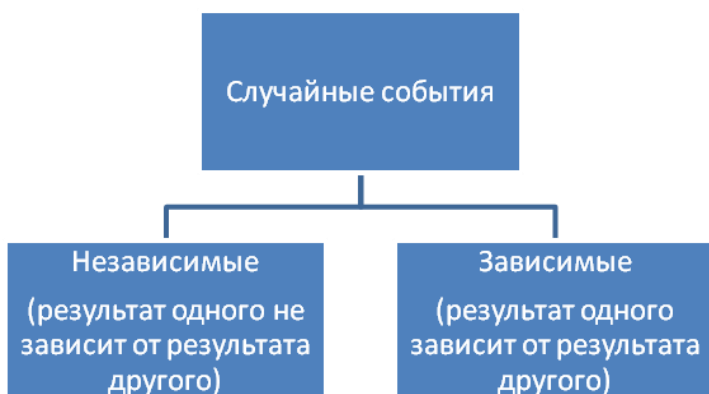 Случайные события
Независимые
(результат одного не
зависит от результата
другого)
Зависимые
(результат одного
зависит от результата
другого)